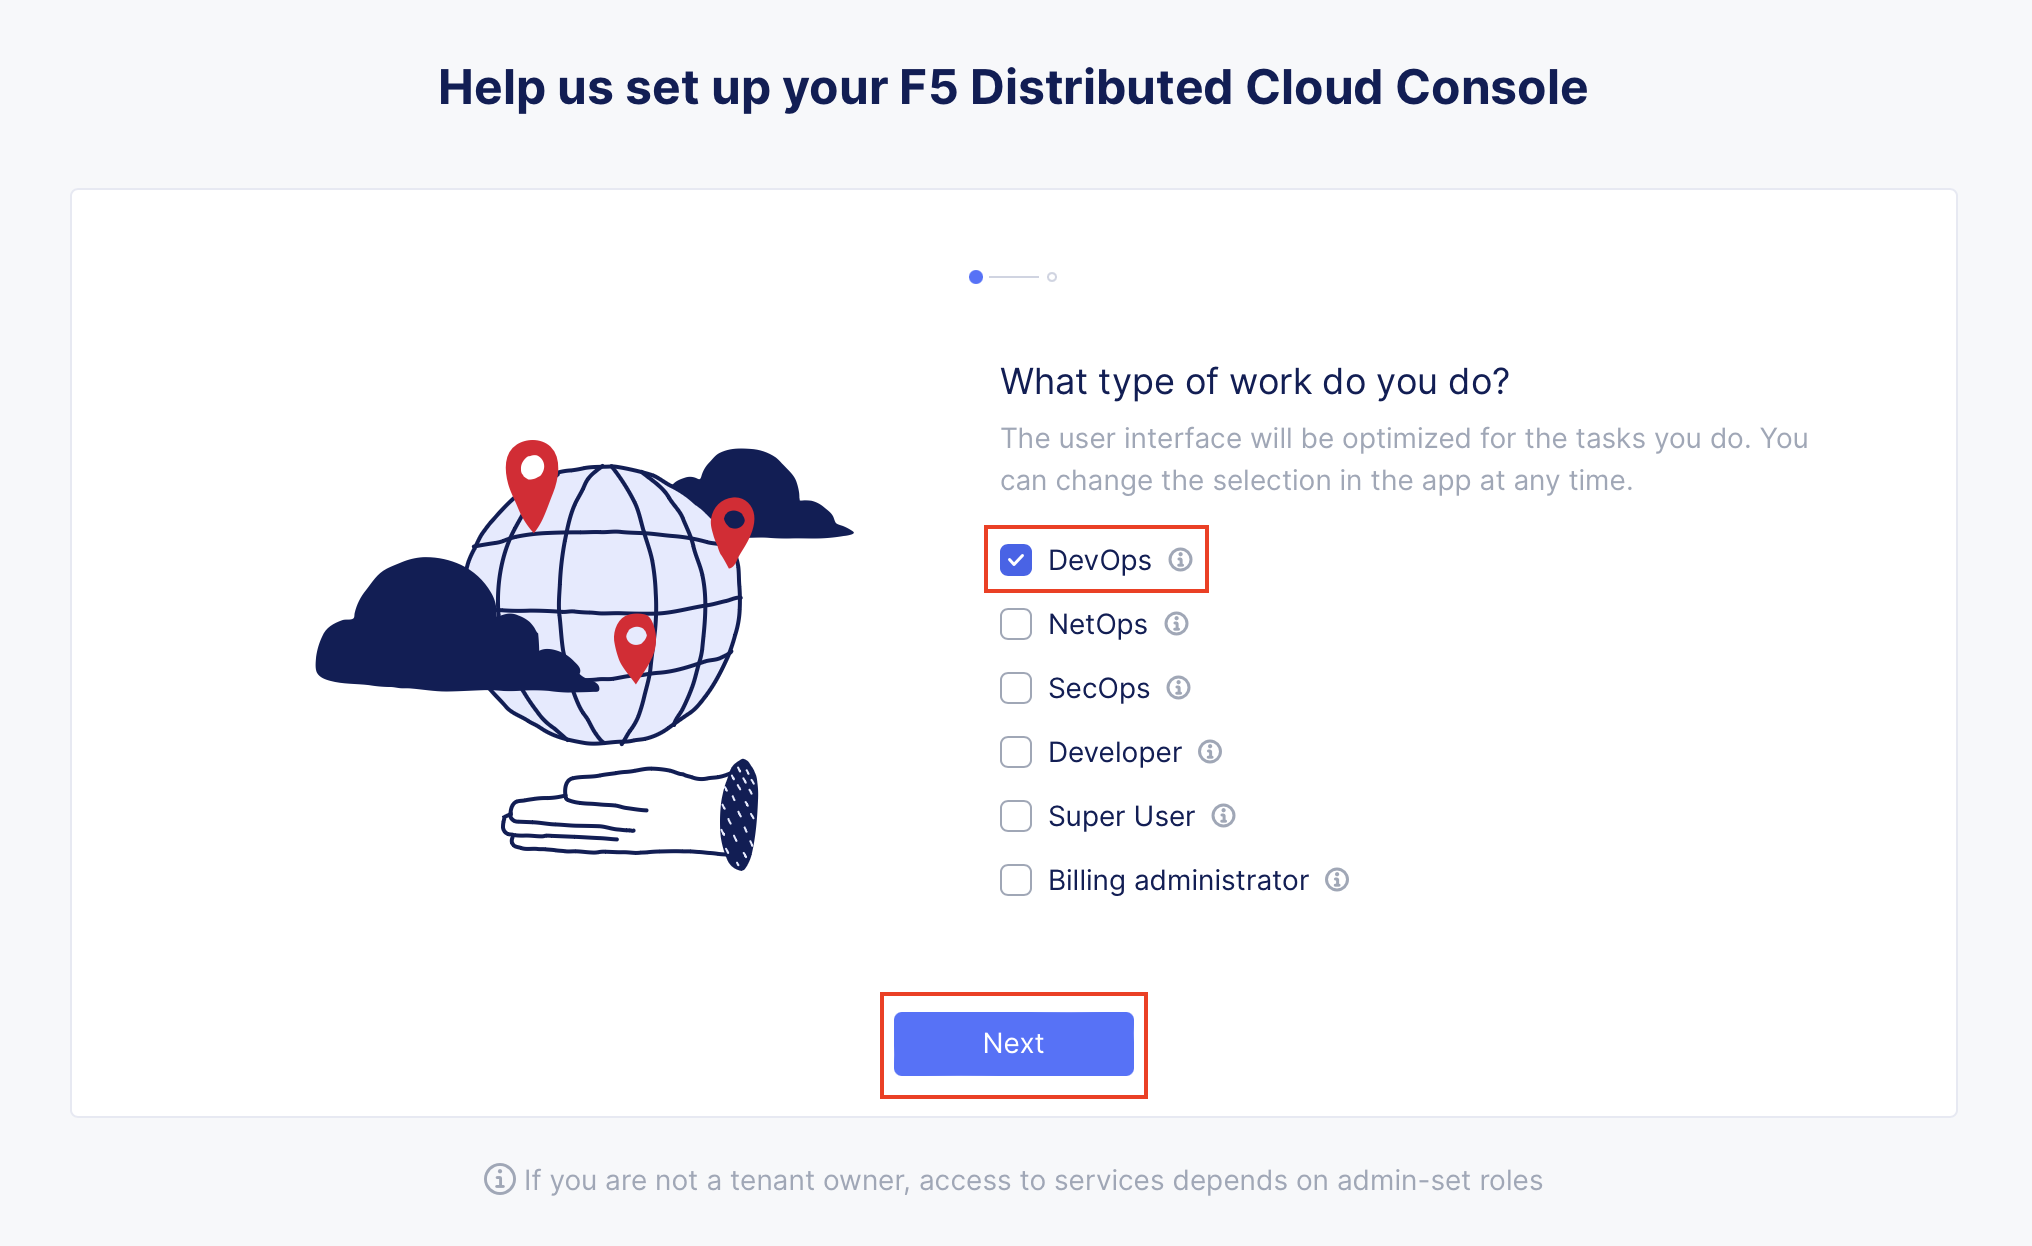 Help us set up your F5 Distributed Cloud Console
What type of work do you do?
The user interface will be optimized for the tasks you do. You
can change the selection in the app at any time.
DevOps
NetOps
SecOps
Developer
Super User
Billing administrator
Next
If you are not a tenant owner, access to services depends on admin-set roles